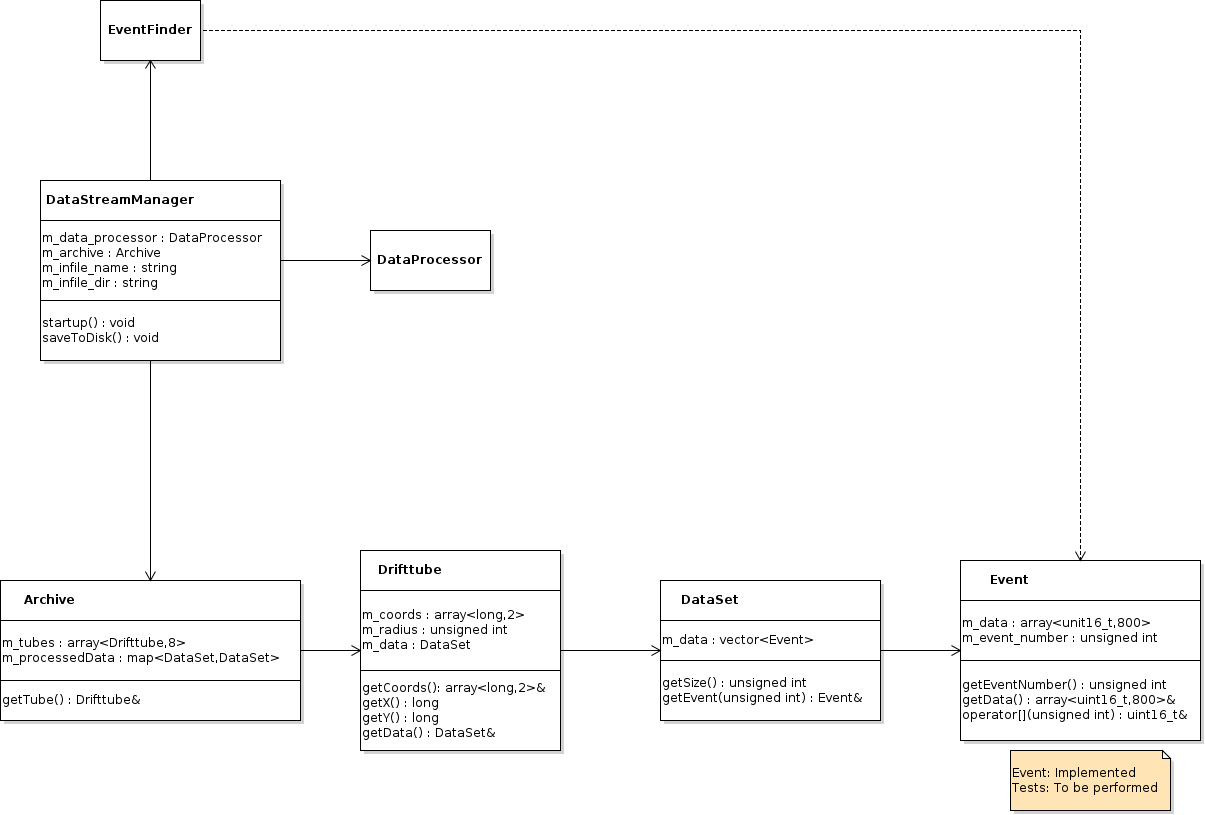 EventFinder
DataStreamManager
m_data_processor : DataProcessor
m_archive : Archive
m_infile_name : string
m_infile_dir : string
startup() : void
saveToDisk() : void
DataProcessor
Archive
m_tubes : array<Drifttube,8>
m_processedData : map<DataSet,DataSet>
getTube() : Drifttube&
Drifttube
m_coords : array<long,2>
m_radius : unsigned int
m_data : DataSet
getCoords(): array<long,2>&
getX() : long
getY() : long
getData() : DataSet&
DataSet
m_data : vector<Event>
getSize() : unsigned int
getEvent(unsigned int) : Event&
Event
m_data : array<unit16_t,800>
m_event_number : unsigned int
getEventNumber() : unsigned int
getData() : array<uint16_t,800>&
operator[](unsigned int) : uint16_t&
Event: Implemented
Tests: To be performed